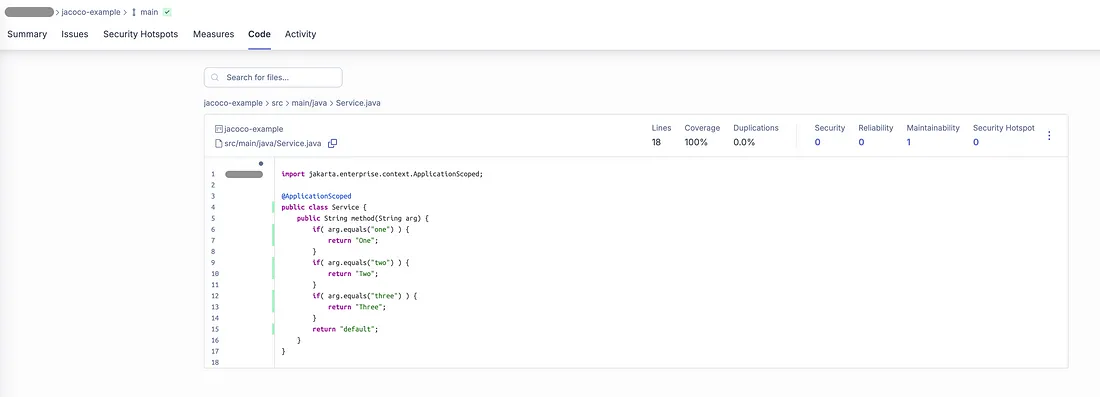 jacoco-example > main
Summary Issues Security Hotspots Measures Code Activity
Search for files...
jacoco-example > src > main/java > Service.java
jacoco-example
src/main/java/Service.java
Lines Coverage Duplications Security Reliability Maintainability Security Hotspot
18 100% 0.0% 0 0 1 0
1 import jakarta.enterprise.context.ApplicationScoped;
2
3 @ApplicationScoped
4 public class Service {
5 public String method(String arg) {
6 if( arg.equals("one") ) {
7 return "One";
8 }
9 if( arg.equals("two") ) {
10 return "Two";
11 }
12 if( arg.equals("three") ) {
13 return "Three";
14 }
15 return "default";
16 }
17 }
18